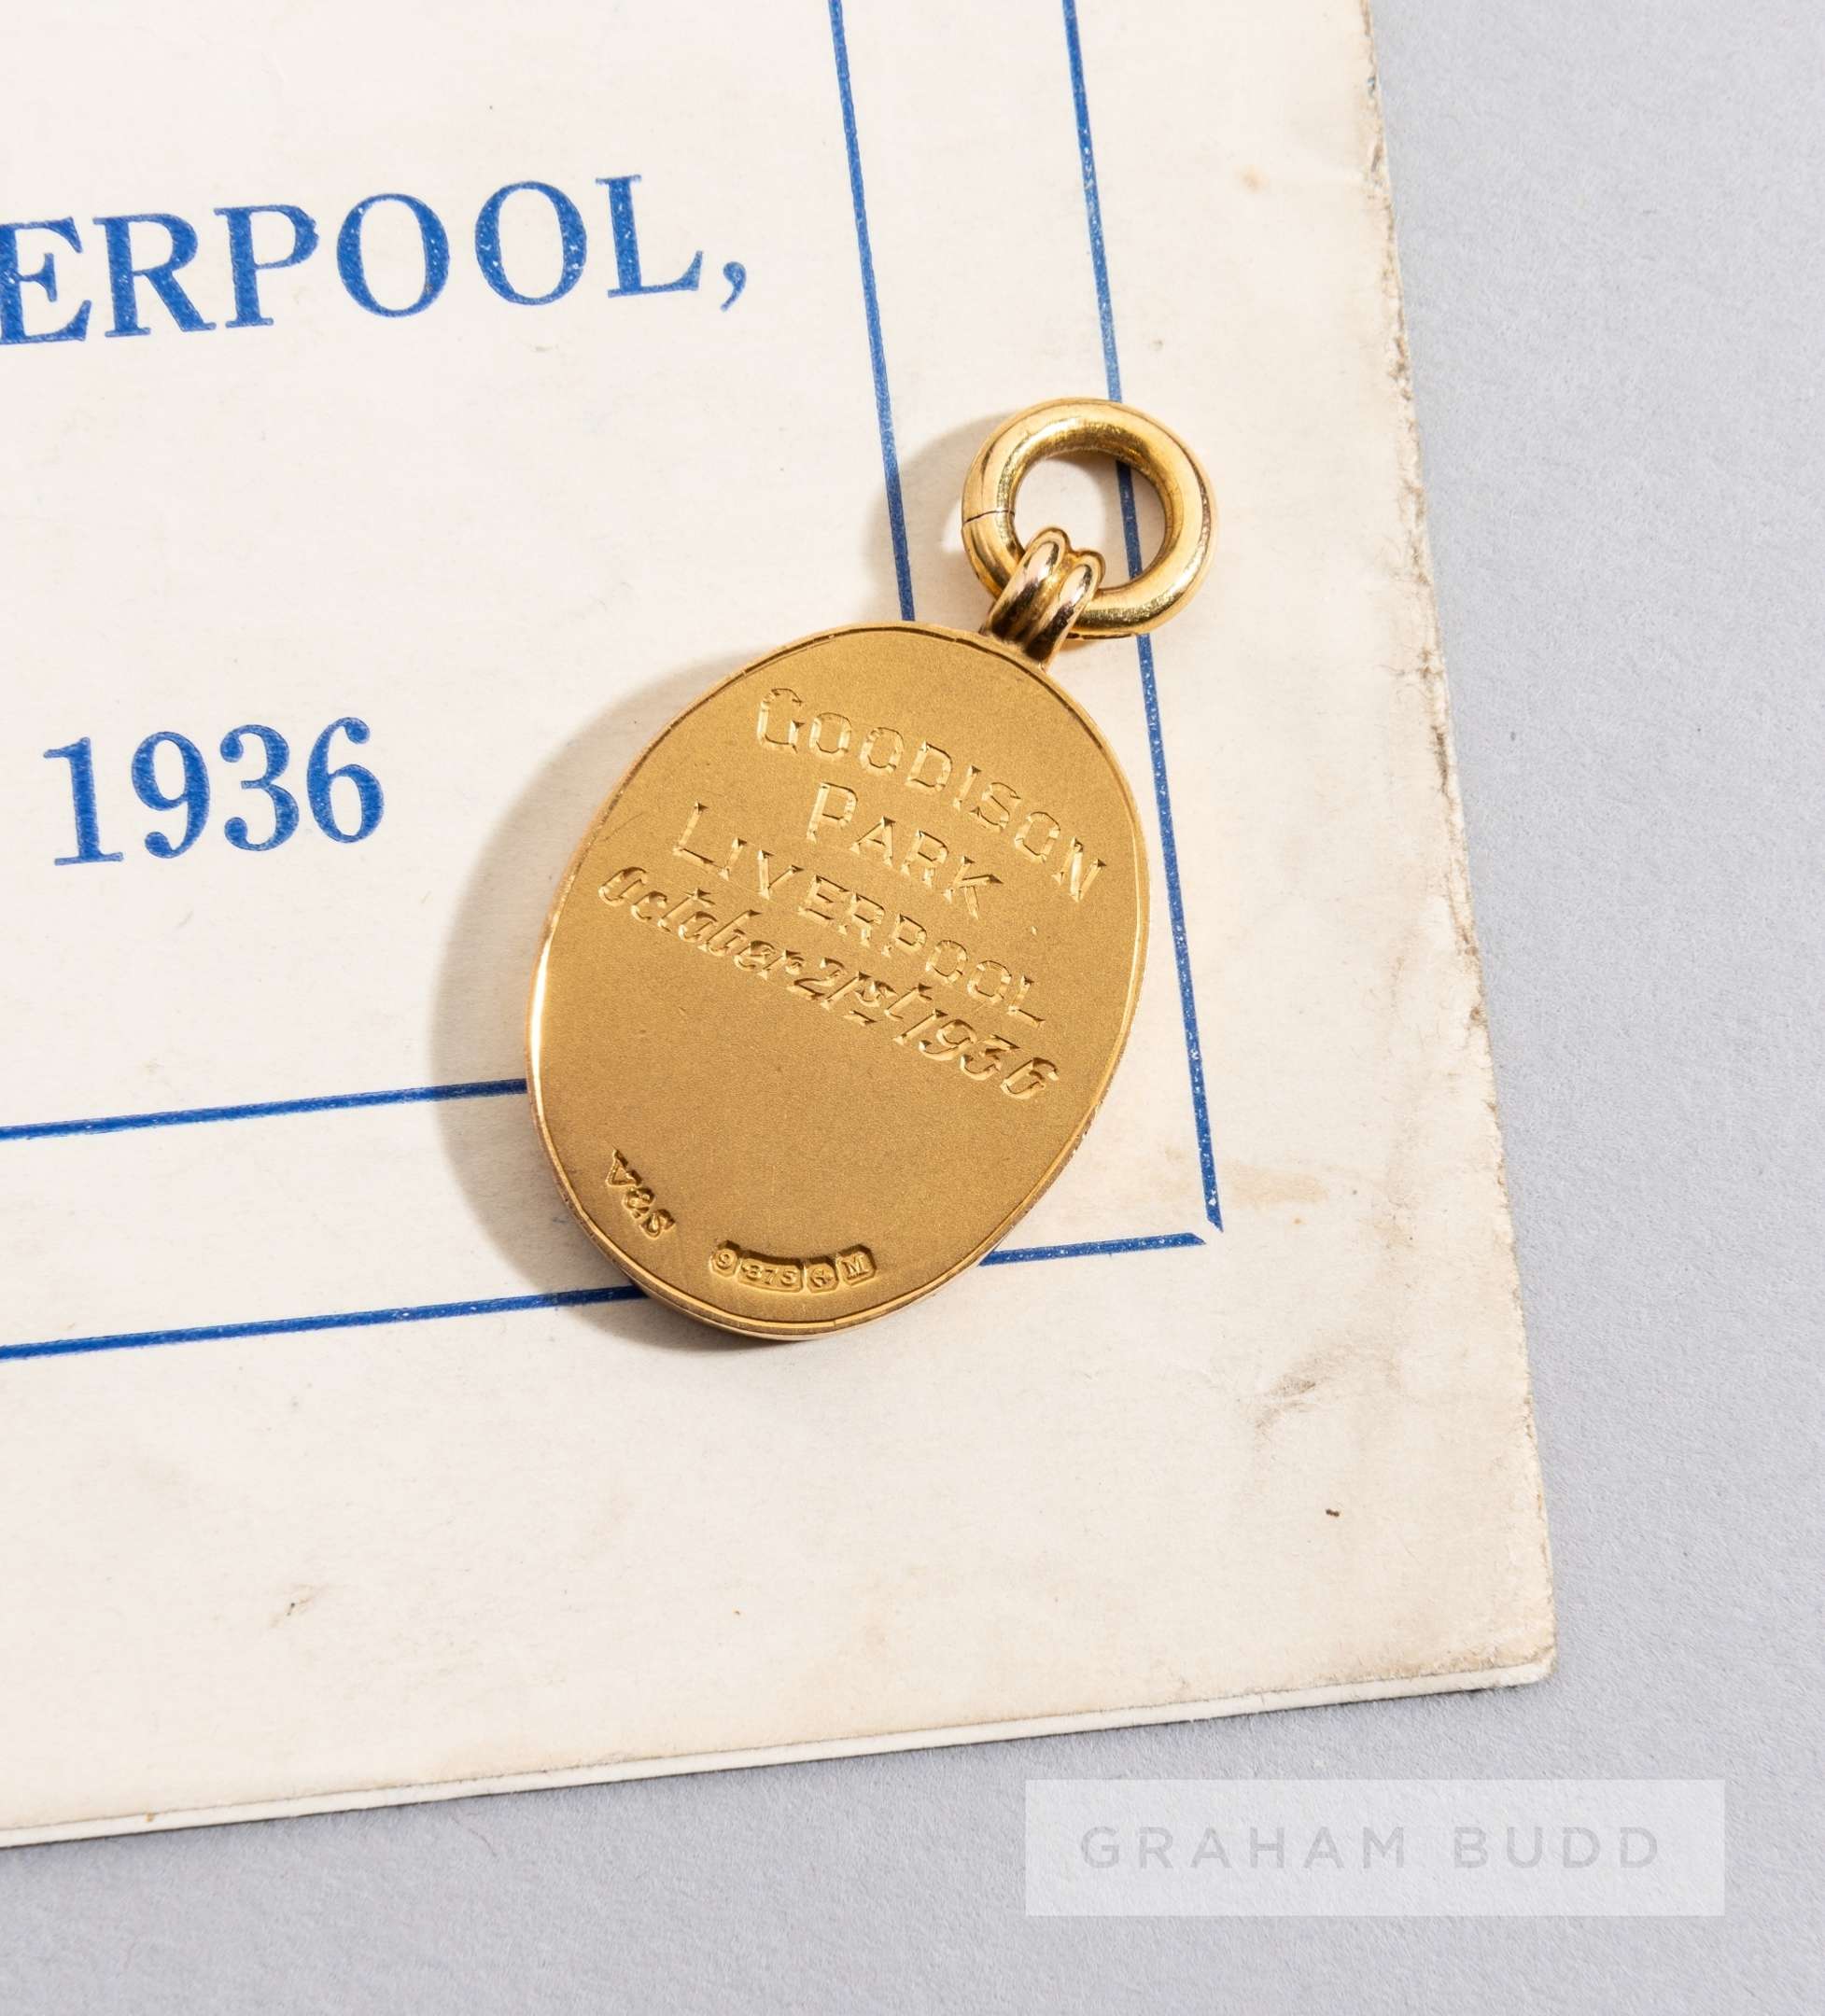 ERPOOL,
1936
GOODISON
PARK
LIVERPOOL
October 21st 1936
V&S
9 375 M
GRAHAM BUDD